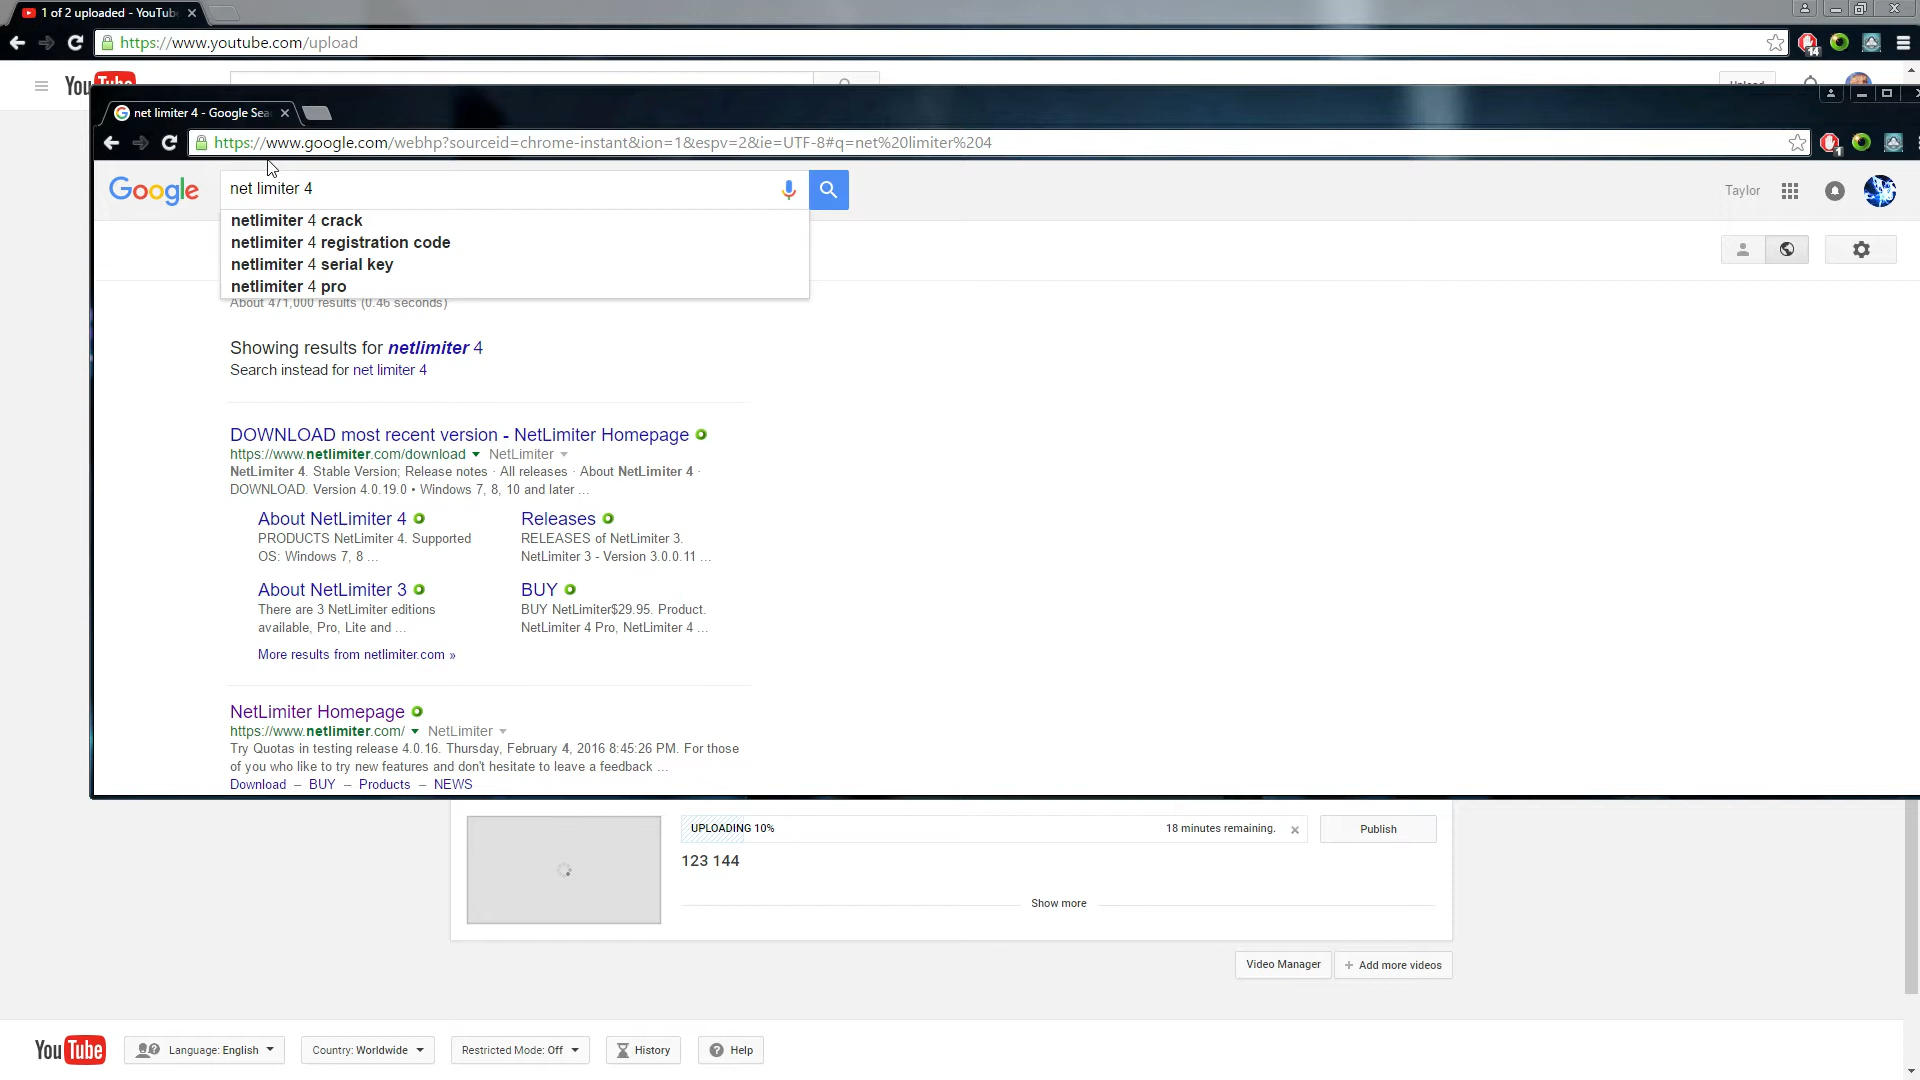 1 of 2 uploaded - YouTub
https://www.youtube.com/upload
14
You Tube
Upload
net limiter 4 - Google Sea
https://www.google.com/webhp?sourceid=chrome-instant&ion=1&espv=2&ie=UTF-8#q=net%20limiter%204
1
Google
net limiter 4
Taylor
netlimiter 4 crack
netlimiter 4 registration code
netlimiter 4 serial key
netlimiter 4 pro
About 471,000 results (0.46 seconds)
Showing results for netlimiter 4
Search instead for net limiter 4
DOWNLOAD most recent version - NetLimiter Homepage
https://www.netlimiter.com/download NetLimiter
NetLimiter 4. Stable Version; Release notes · All releases · About NetLimiter 4 ·
DOWNLOAD. Version 4.0.19.0 • Windows 7, 8, 10 and later ...
About NetLimiter 4
PRODUCTS NetLimiter 4. Supported
OS: Windows 7, 8 ...
Releases
RELEASES of NetLimiter 3.
NetLimiter 3 - Version 3.0.0.11 ...
About NetLimiter 3
There are 3 NetLimiter editions
available, Pro, Lite and ...
BUY
BUY NetLimiter$29.95. Product.
NetLimiter 4 Pro, NetLimiter 4 ...
More results from netlimiter.com »
NetLimiter Homepage
https://www.netlimiter.com/ NetLimiter
Try Quotas in testing release 4.0.16. Thursday, February 4, 2016 8:45:26 PM. For those
of you who like to try new features and don't hesitate to leave a feedback ...
Download – BUY – Products – NEWS
UPLOADING 10%
18 minutes remaining.
Publish
123 144
Show more
Video Manager
+ Add more videos
You Tube
Language: English
Country: Worldwide
Restricted Mode: Off
History
Help